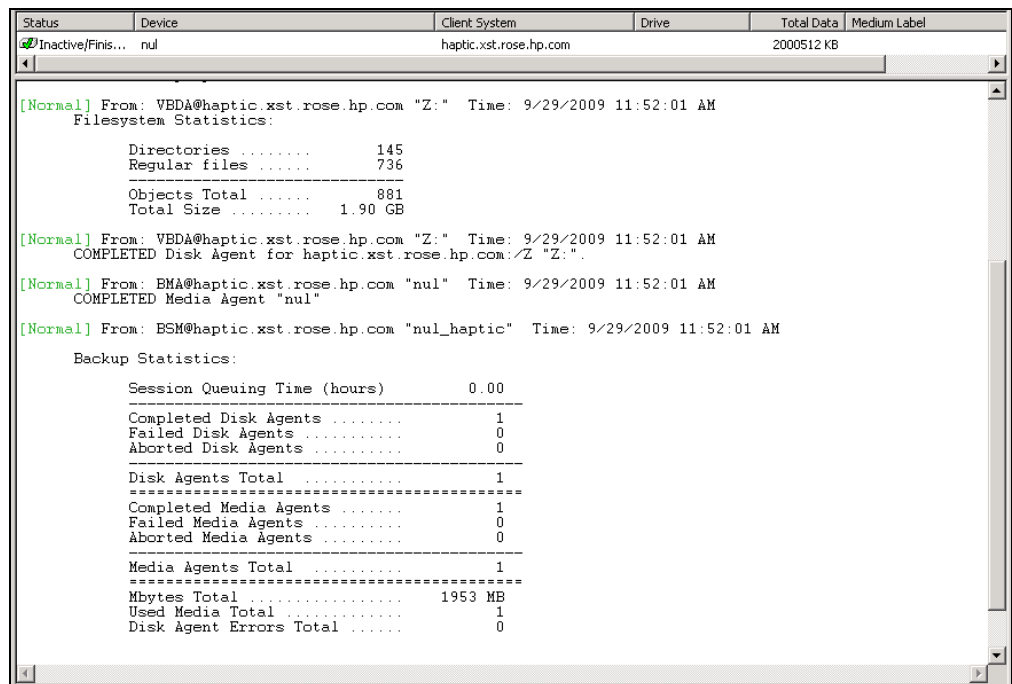 Status Device Client System Drive Total Data Medium Label
Inactive/Finis... nul haptic.xst.rose.hp.com 2000512 KB
[Normal] From: VBDA@haptic.xst.rose.hp.com "Z:" Time: 9/29/2009 11:52:01 AM
Filesystem Statistics:
Directories ........ 145
Regular files ...... 736
Objects Total ...... 881
Total Size ......... 1.90 GB
[Normal] From: VBDA@haptic.xst.rose.hp.com "Z:" Time: 9/29/2009 11:52:01 AM
COMPLETED Disk Agent for haptic.xst.rose.hp.com:/Z "Z:".
[Normal] From: BMA@haptic.xst.rose.hp.com "nul" Time: 9/29/2009 11:52:01 AM
COMPLETED Media Agent "nul"
[Normal] From: BSM@haptic.xst.rose.hp.com "nul_haptic" Time: 9/29/2009 11:52:01 AM
Backup Statistics:
Session Queuing Time (hours) 0.00
Completed Disk Agents ........ 1
Failed Disk Agents ........... 0
Aborted Disk Agents .......... 0
Disk Agents Total .......... 1
Completed Media Agents ....... 1
Failed Media Agents .......... 0
Aborted Media Agents ......... 0
Media Agents Total .......... 1
Mbytes Total ................. 1953 MB
Used Media Total ............. 1
Disk Agent Errors Total ...... 0